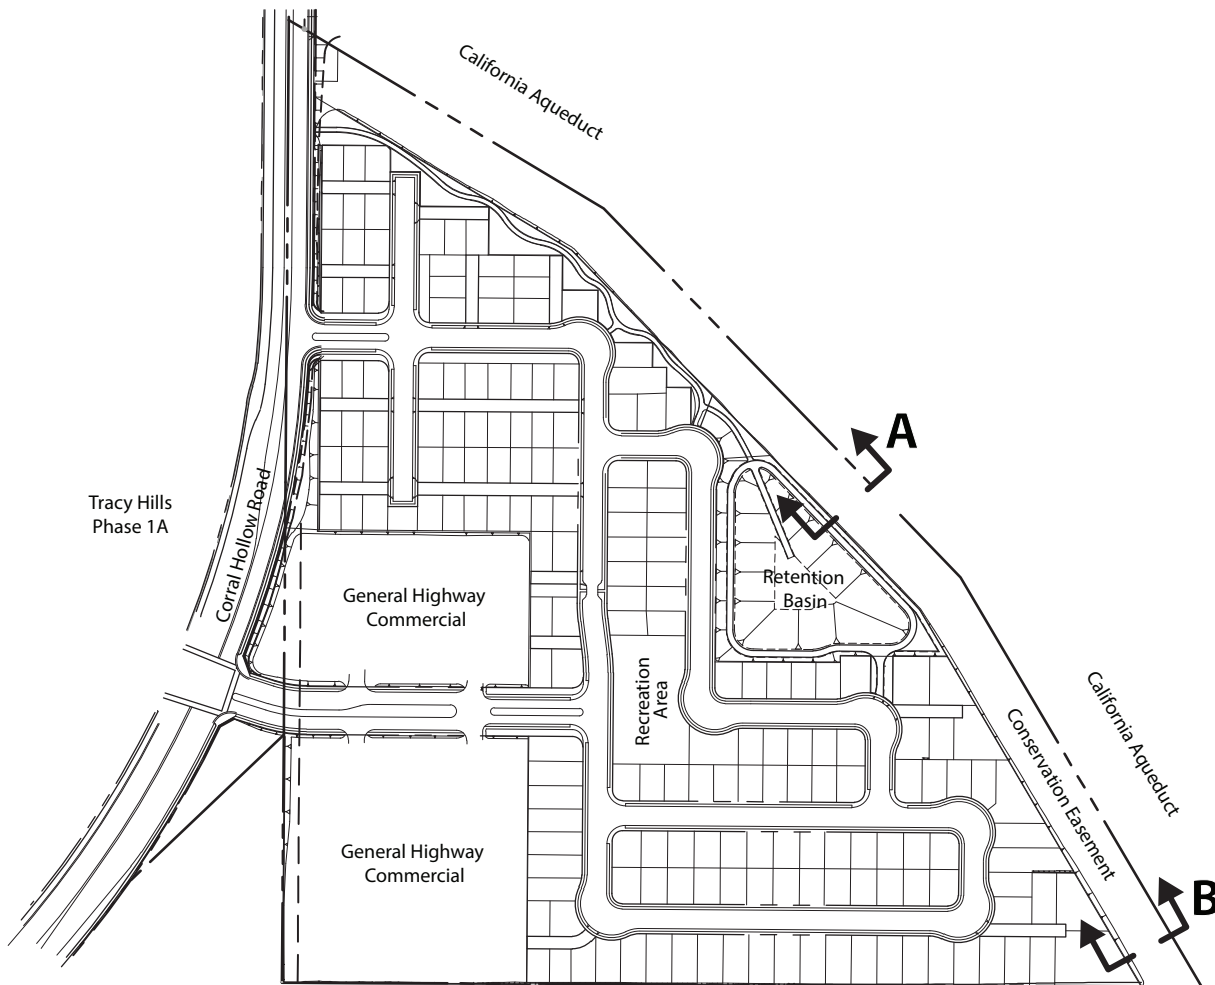 California Aqueduct
A
Tracy Hills
Phase 1A
Corral Hollow Road
General Highway
Commercial
Retention
Basin
Recreation
Area
Conservation Easement
California Aqueduct
General Highway
Commercial
B